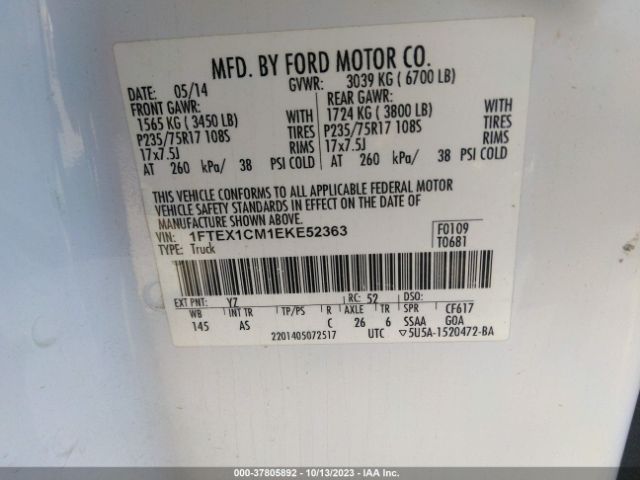 MFD. BY FORD MOTOR CO.
DATE: 05/14 GVWR: 3039 KG ( 6700 LB)
FRONT GAWR: REAR GAWR:
1565 KG ( 3450 LB) WITH 1724 KG ( 3800 LB) WITH
P235/75R17 108S TIRES P235/75R17 108S TIRES
17x7.5J RIMS 17x7.5J RIMS
AT 260 kPa/ 38 PSI COLD AT 260 kPa/ 38 PSI COLD
THIS VEHICLE CONFORMS TO ALL APPLICABLE FEDERAL MOTOR
VEHICLE SAFETY STANDARDS IN EFFECT ON THE DATE OF
MANUFACTURE SHOWN ABOVE.
VIN: 1FTEX1CM1EKE52363 F0109
TYPE: Truck T0681
EXT PNT: YZ RC: 52 DSO:
WB INT TR TP/PS R AXLE TR SPR CF617
145 AS C 26 6 SSAA GOA
2201405072517 UTC ▽5U5A-1520472-BA
000-37805892 | 10/13/2023 | IAA Inc.